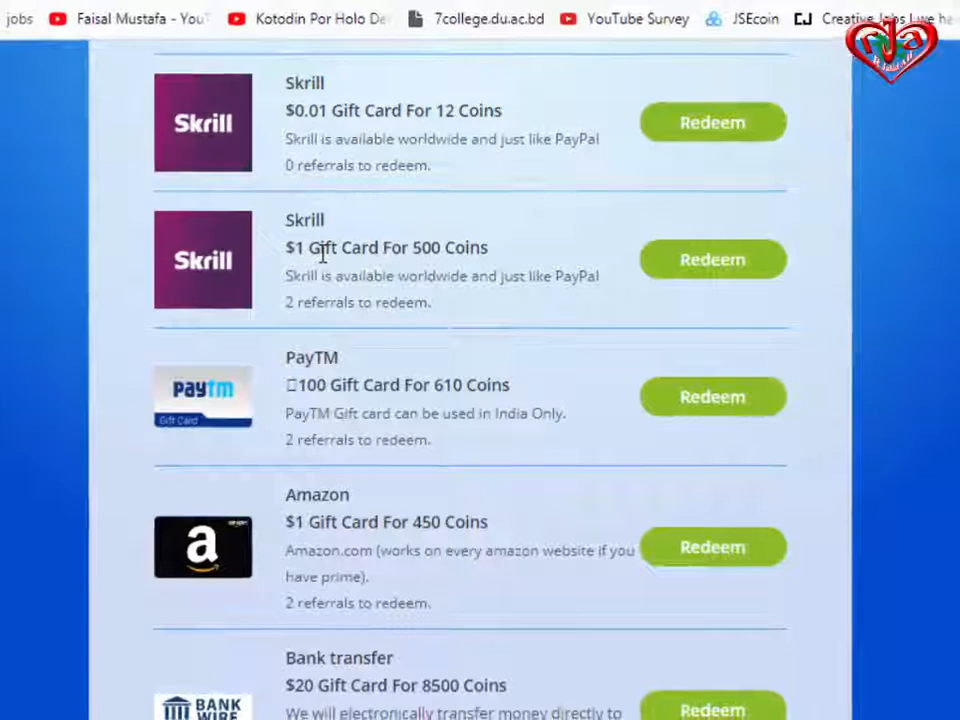 jobs Faisal Mustafa - You Kotodin Por Holo De 7college.du.ac.bd YouTube Survey JSEcoin CJ Creative Jobs I we he
rja
Skrill
Skrill
$0.01 Gift Card For 12 Coins
Skrill is available worldwide and just like PayPal
0 referrals to redeem.
Redeem
Skrill
Skrill
$1 Gift Card For 500 Coins
Skrill is available worldwide and just like PayPal
2 referrals to redeem.
Redeem
paytm
Gift Card
PayTM
100 Gift Card For 610 Coins
PayTM Gift card can be used in India Only.
2 referrals to redeem.
Redeem
a
amazon
Amazon
$1 Gift Card For 450 Coins
Amazon.com (works on every amazon website if you
have prime).
2 referrals to redeem.
Redeem
BANK
WIRE
Bank transfer
$20 Gift Card For 8500 Coins
We will electronically transfer money directly to
Redeem